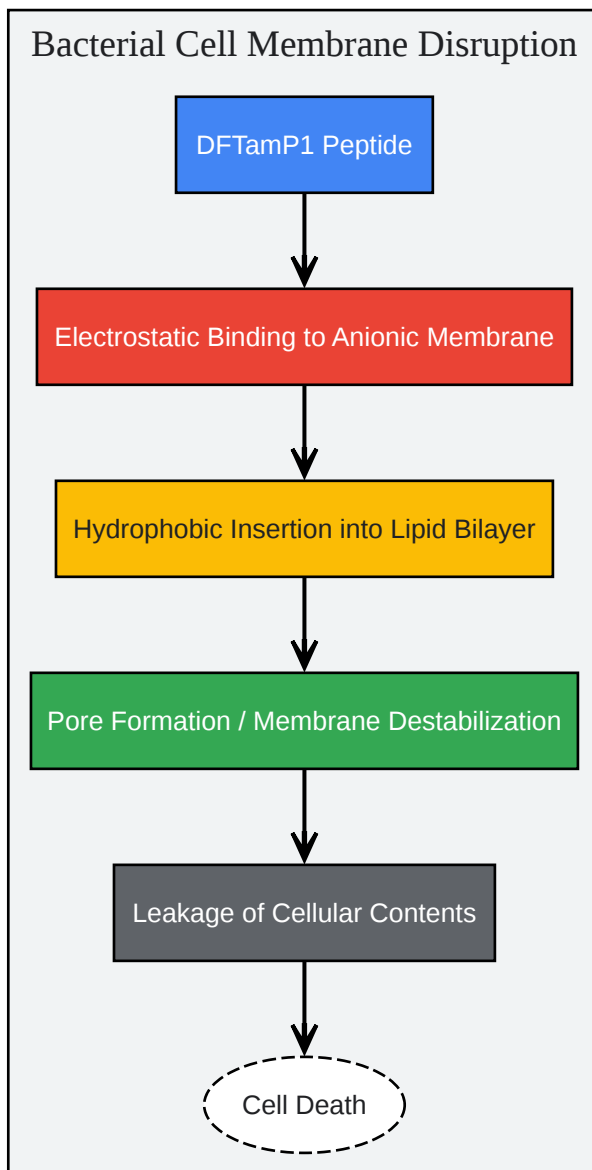 Bacterial Cell Membrane Disruption
DFTamP1 Peptide
Electrostatic Binding to Anionic Membrane
Hydrophobic Insertion into Lipid Bilayer
Pore Formation / Membrane Destabilization
Leakage of Cellular Contents
Cell Death